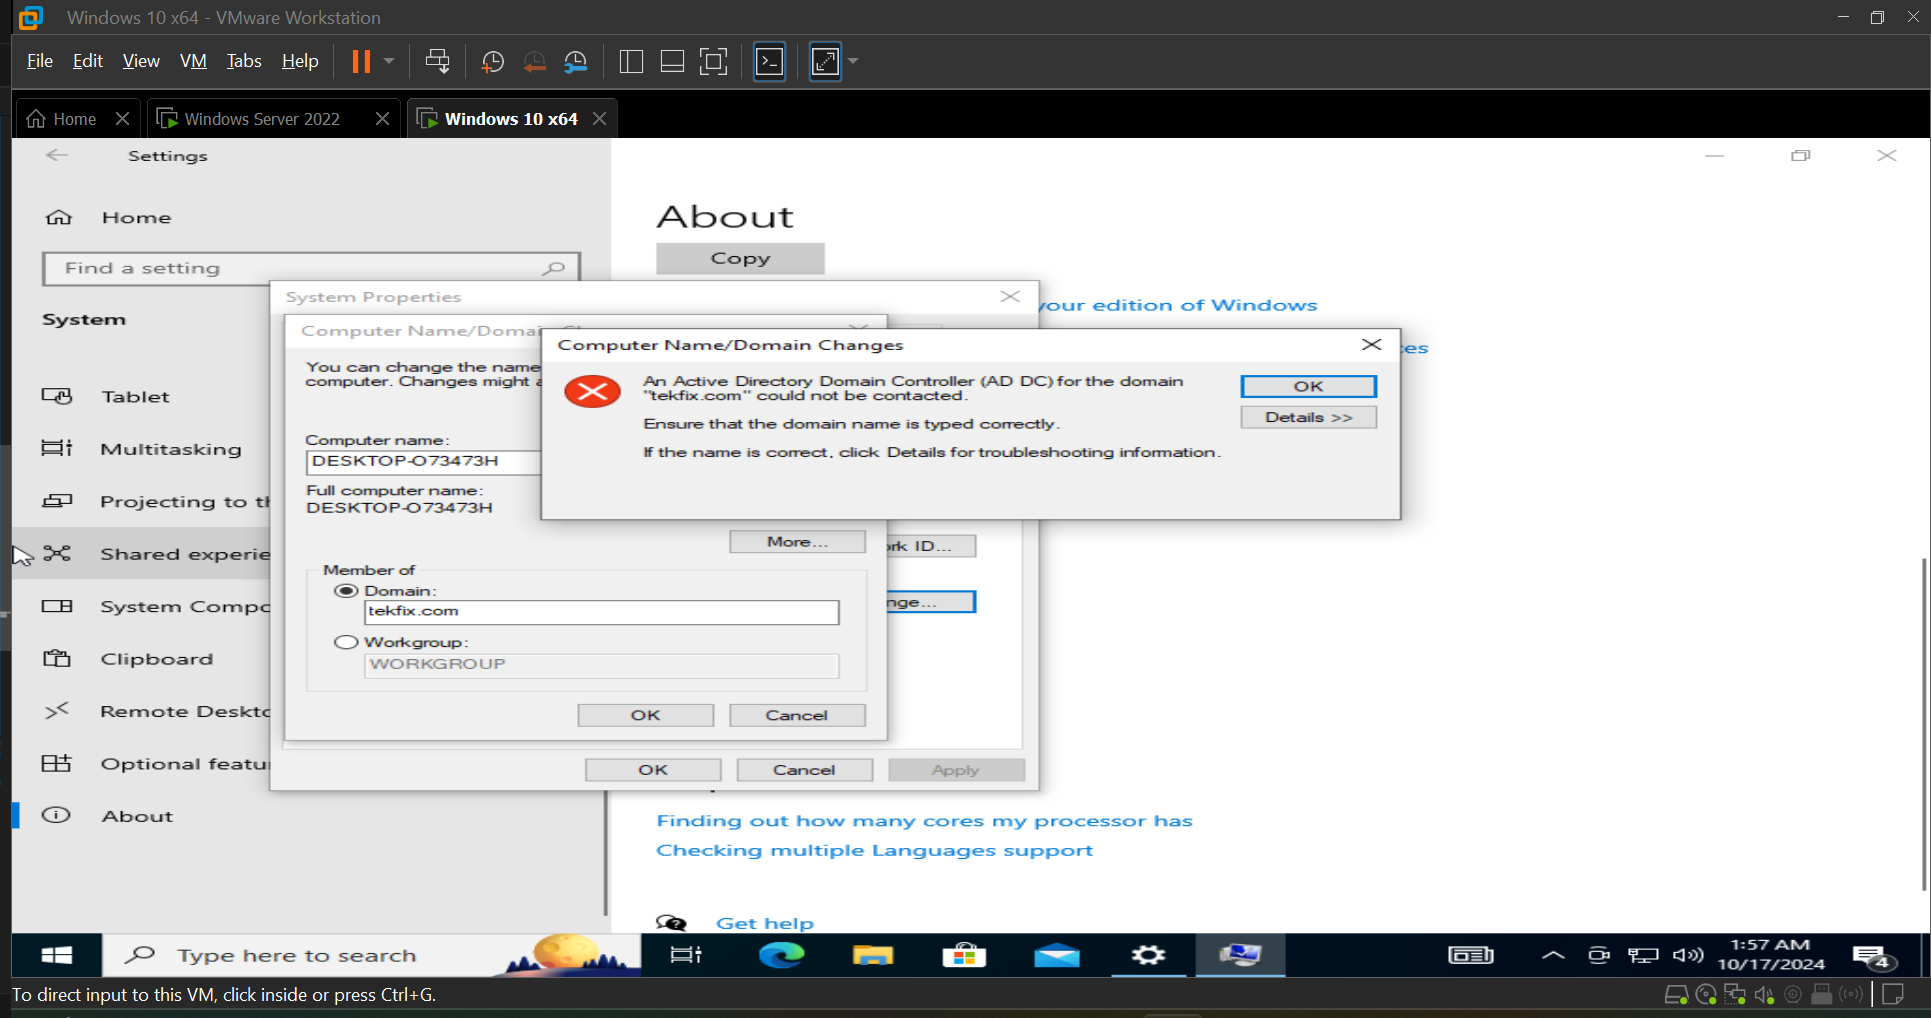 Windows 10 x64 - VMware Workstation
File Edit View VM Tabs Help
Home
Windows Server 2022
Windows 10 x64
Settings
Home
Find a setting
System
Tablet
Multitasking
Projecting to th
Shared experie
System Compo
Clipboard
Remote Deskto
Optional featu
About
About
Copy
your edition of Windows
ces
System Properties
Computer Name/Domain
You can change the name
computer. Changes might a
Computer name:
DESKTOP-O73473H
Full computer name:
DESKTOP-O73473H
More...
Member of
Domain:
tekfix.com
Workgroup:
WORKGROUP
OK Cancel
rk ID...
nge...
OK Cancel Apply
Computer Name/Domain Changes
An Active Directory Domain Controller (AD DC) for the domain
"tekfix.com" could not be contacted.
Ensure that the domain name is typed correctly.
If the name is correct, click Details for troubleshooting information.
OK
Details >>
Finding out how many cores my processor has
Checking multiple Languages support
Get help
Type here to search
1:57 AM
10/17/2024
4
To direct input to this VM, click inside or press Ctrl+G.